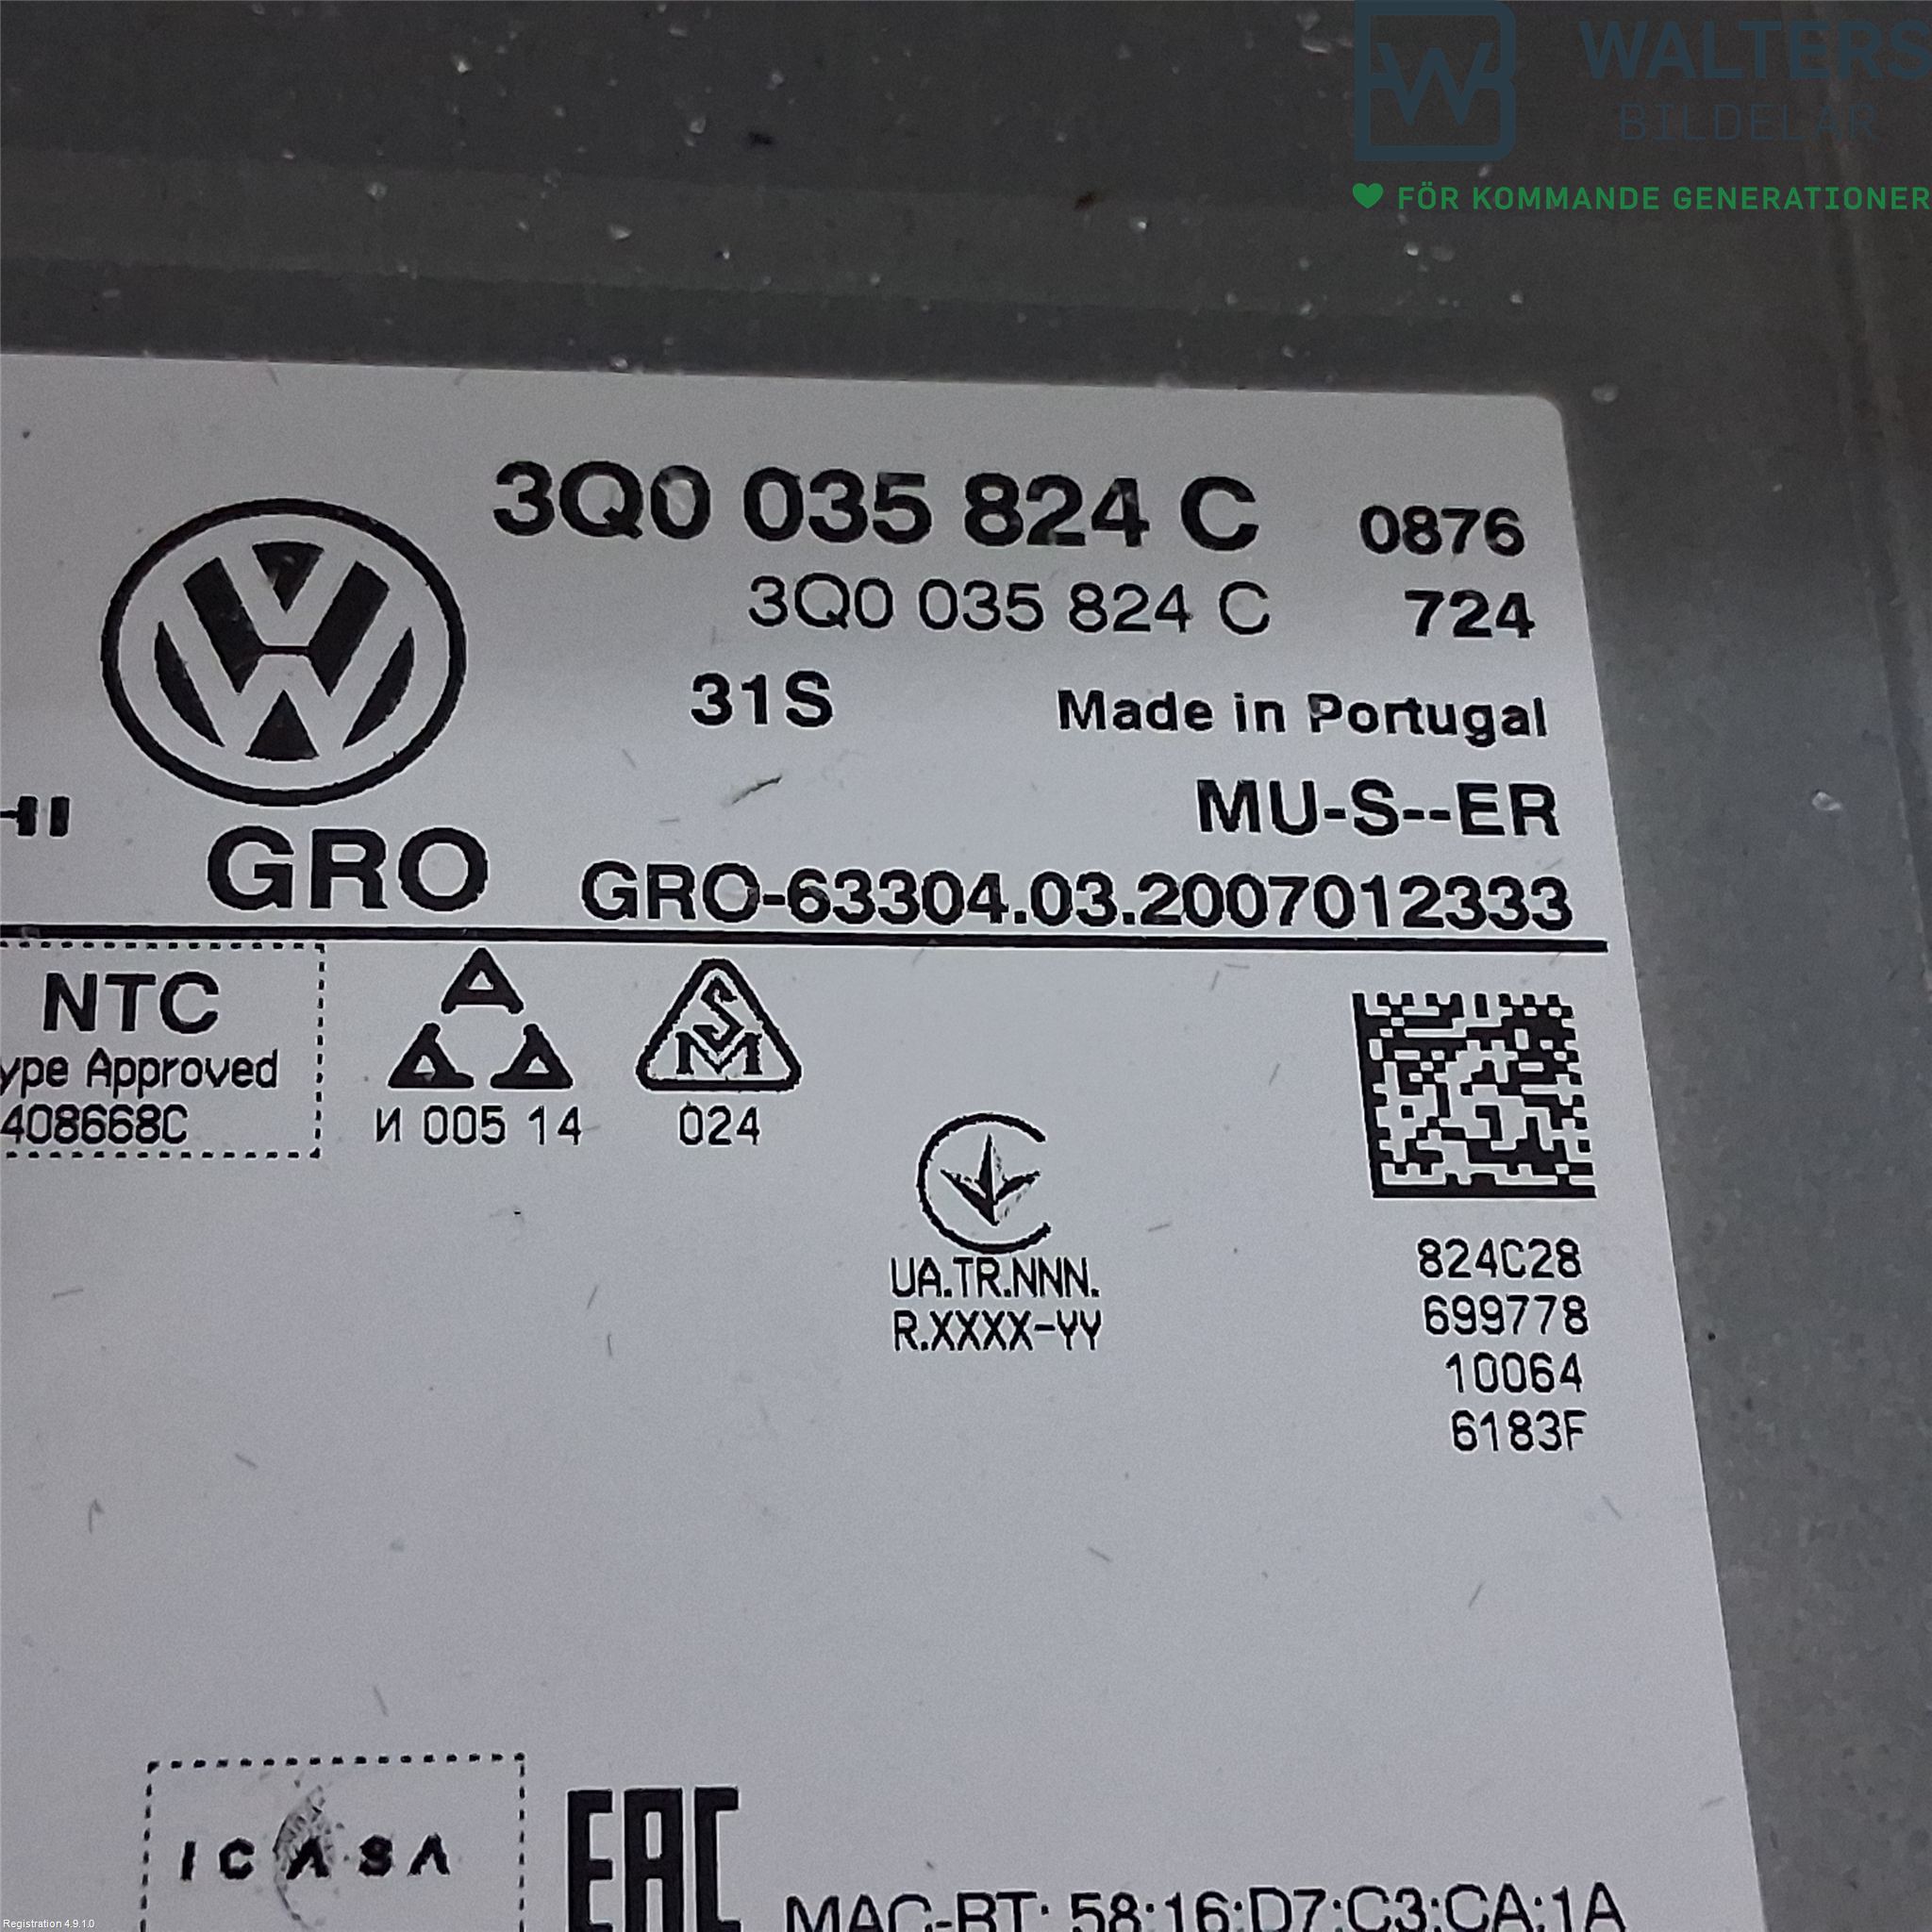 WALTERS
BILDELAR
FÖR KOMMANDE GENERATIONER
3Q0 035 824 C 0876
3Q0 035 824 C 724
31S Made in Portugal
MU-S--ER
GRO GRO-63304.03.2007012333
NTC
ype Approved
408668C
И 005 14
SM
024
UA.TR.NNN.
R.XXXX-YY
824C28
699778
10064
6183F
ICASA
EAC
MAC-BT: 58:16:D7:C3:CA:1A
Registration 4.9.1.0